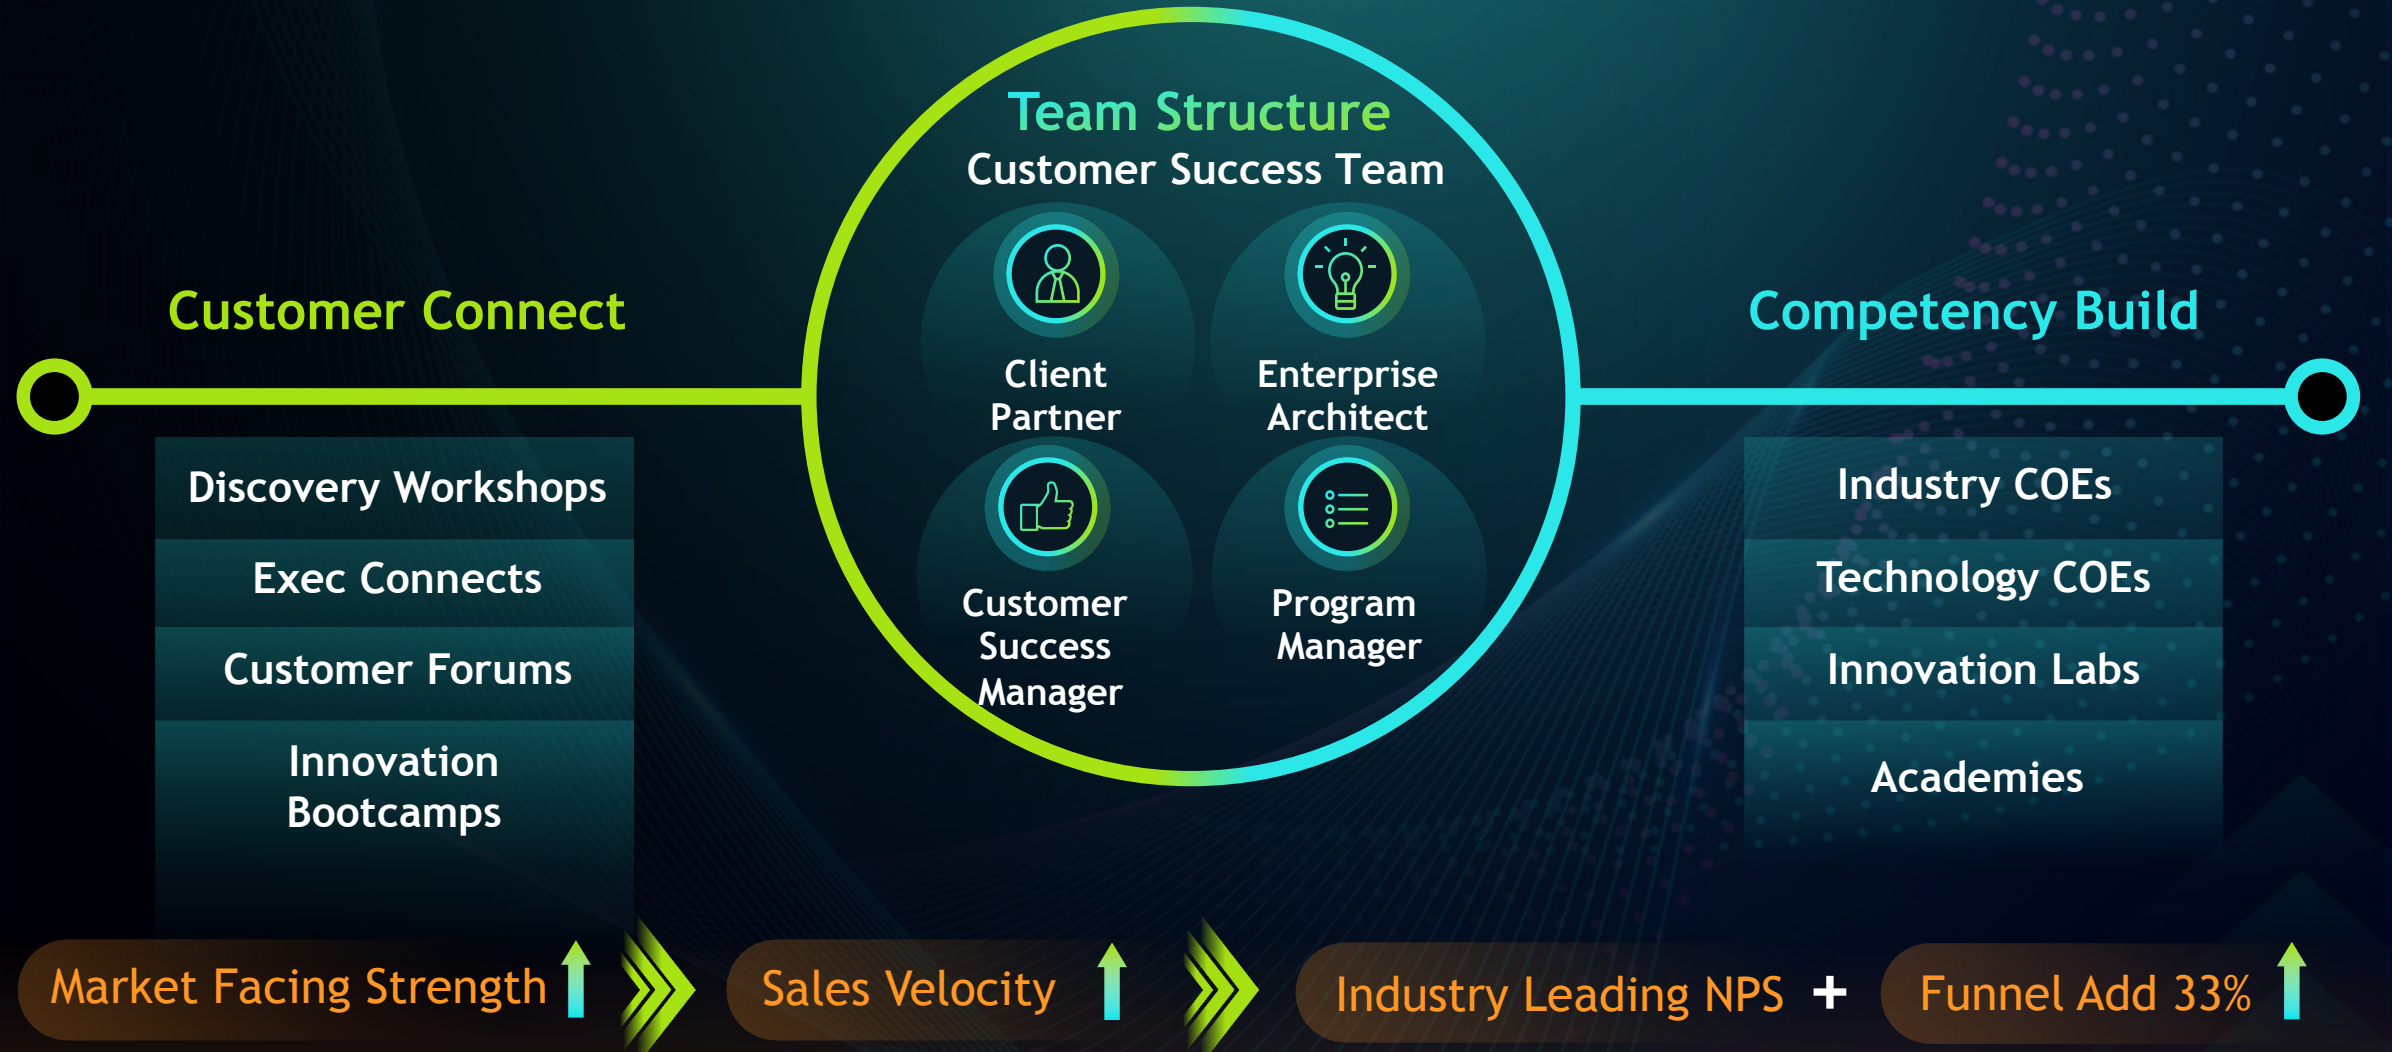 Team Structure
Customer Success Team
Client
Partner
Enterprise
Architect
Customer
Success
Manager
Program
Manager
Customer Connect
Discovery Workshops
Exec Connects
Customer Forums
Innovation
Bootcamps
Competency Build
Industry COEs
Technology COEs
Innovation Labs
Academies
Market Facing Strength
Sales Velocity
Industry Leading NPS + Funnel Add 33%